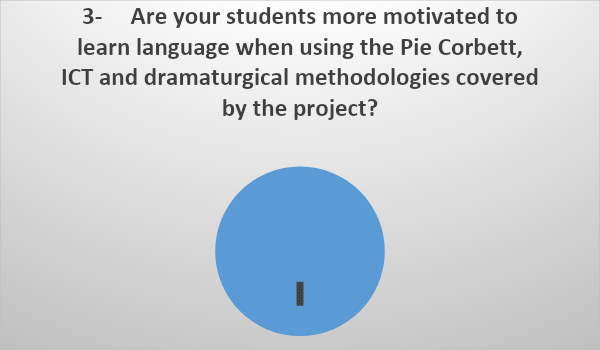 3- Are your students more motivated to
learn language when using the Pie Corbett,
ICT and dramaturgical methodologies covered
by the project?